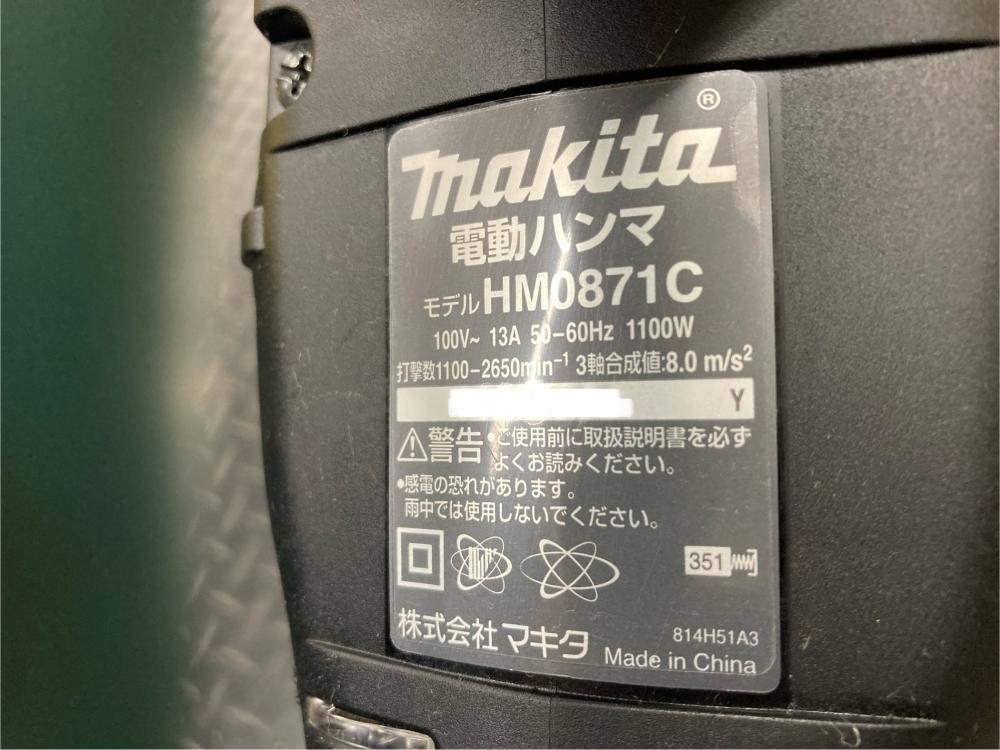 makita®
電動ハンマ
モデル HM0871C
100V~ 13A 50-60Hz 1100W
打撃数1100-2650min⁻¹ 3軸合成値:8.0 m/s²
Y
⚠警告 •ご使用前に取扱説明書を必ず
よくお読みください。
•感電の恐れがあります。
雨中では使用しないでください。
351
株式会社 マキタ
814H51A3
Made in China